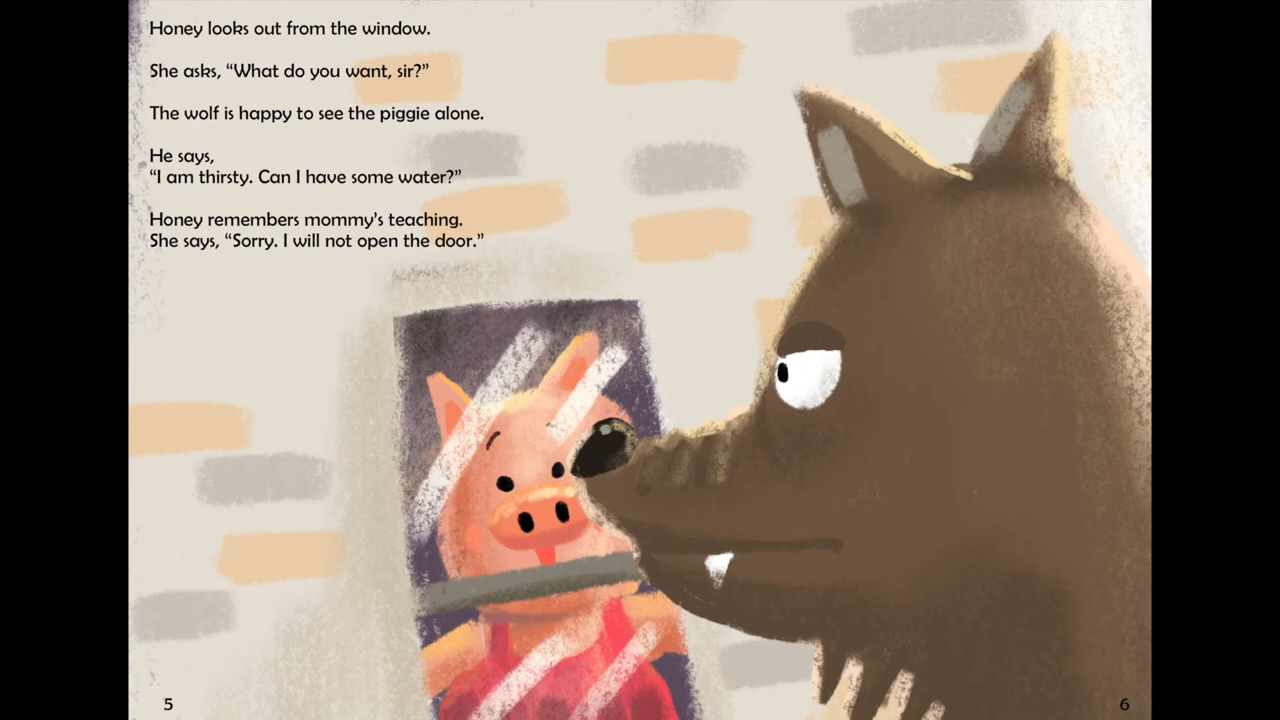 Honey looks out from the window.
She asks, “What do you want, sir?”
The wolf is happy to see the piggie alone.
He says,
“I am thirsty. Can I have some water?”
Honey remembers mommy’s teaching.
She says, “Sorry. I will not open the door.”
5
6